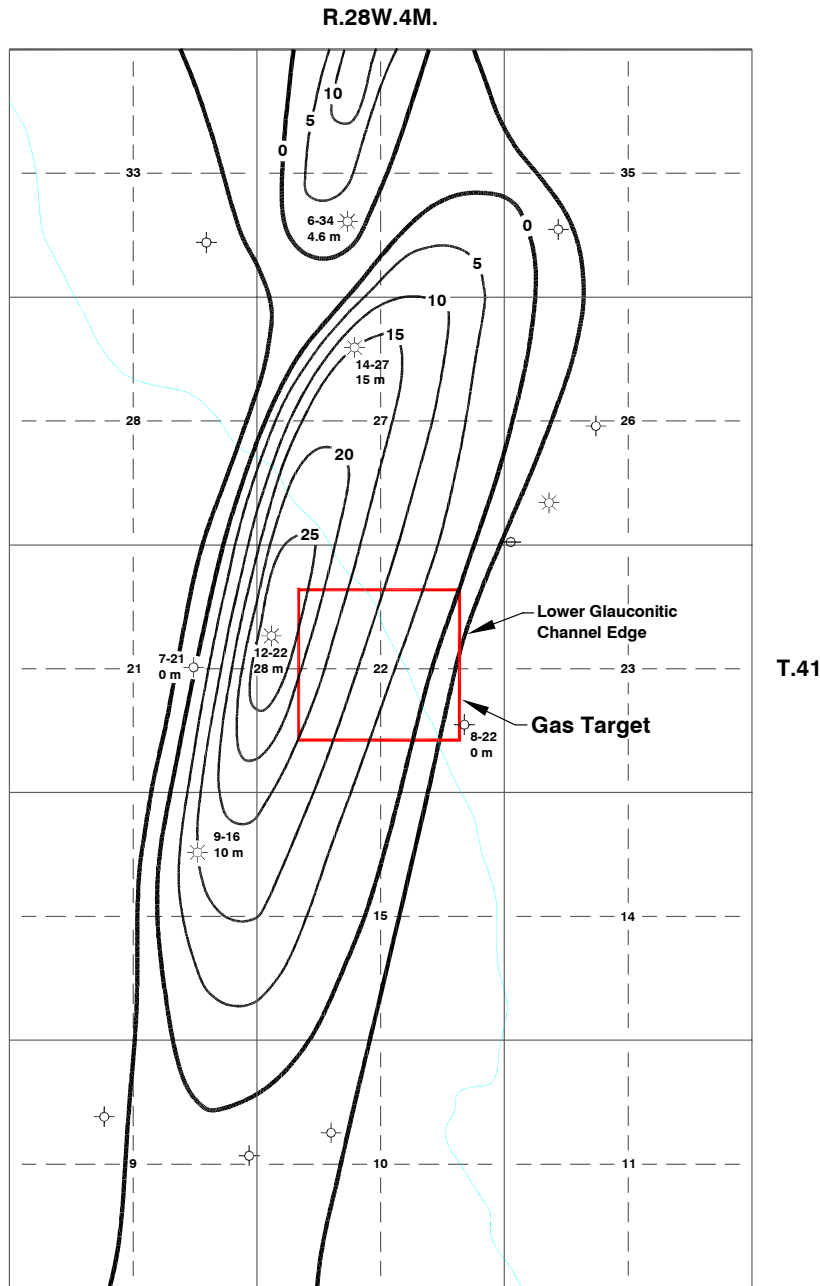 R.28W.4M.
10
5
0
33
35
6-34
4.6 m
0
5
10
15
14-27
15 m
28
27
26
20
25
Lower Glauconitic
Channel Edge
7-21
0 m
21
12-22
28 m
22
23
T.41
Gas Target
8-22
0 m
9-16
10 m
15
14
9
10
11